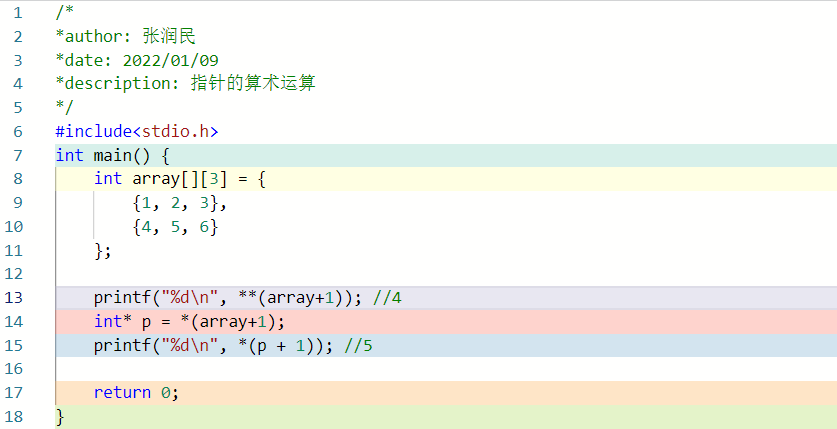 1 /*
2 *author: 张润民
3 *date: 2022/01/09
4 *description: 指针的算术运算
5 */
6 #include<stdio.h>
7 int main() {
8     int array[][3] = {
9         {1, 2, 3},
10         {4, 5, 6}
11     };
12
13     printf("%d\n", **(array+1)); //4
14     int* p = *(array+1);
15     printf("%d\n", *(p + 1)); //5
16
17     return 0;
18 }